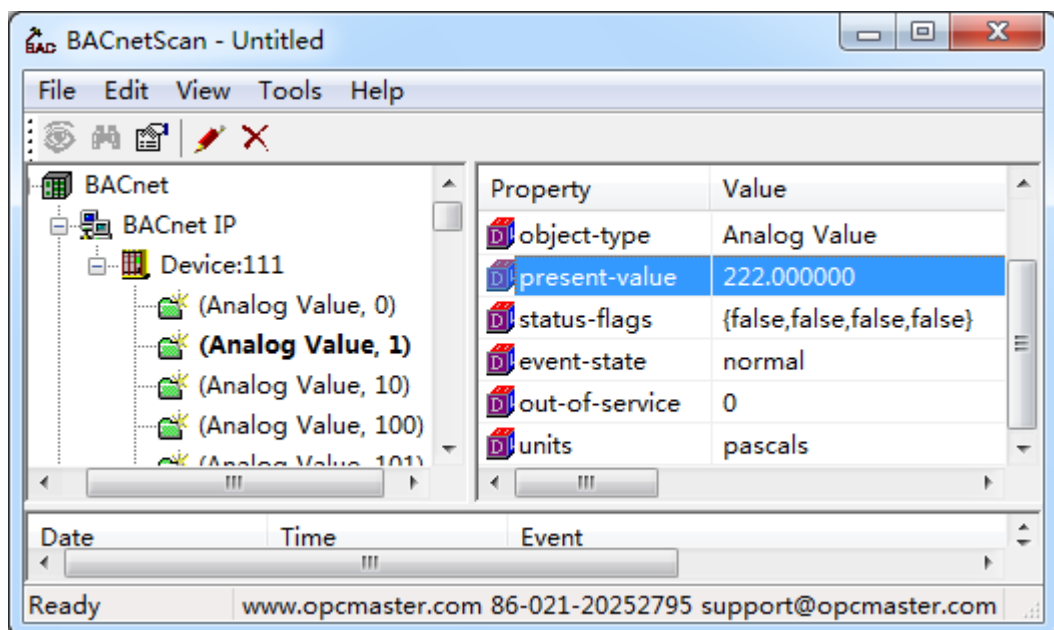 BACnetScan - Untitled
File Edit View Tools Help
BACnet
BACnet IP
Device:111
(Analog Value, 0)
(Analog Value, 1)
(Analog Value, 10)
(Analog Value, 100)
(Analog Value, 101)
Property Value
object-type Analog Value
present-value 222.000000
status-flags {false,false,false,false}
event-state normal
out-of-service 0
units pascals
Date Time Event
Ready www.opcmaster.com 86-021-20252795 support@opcmaster.com